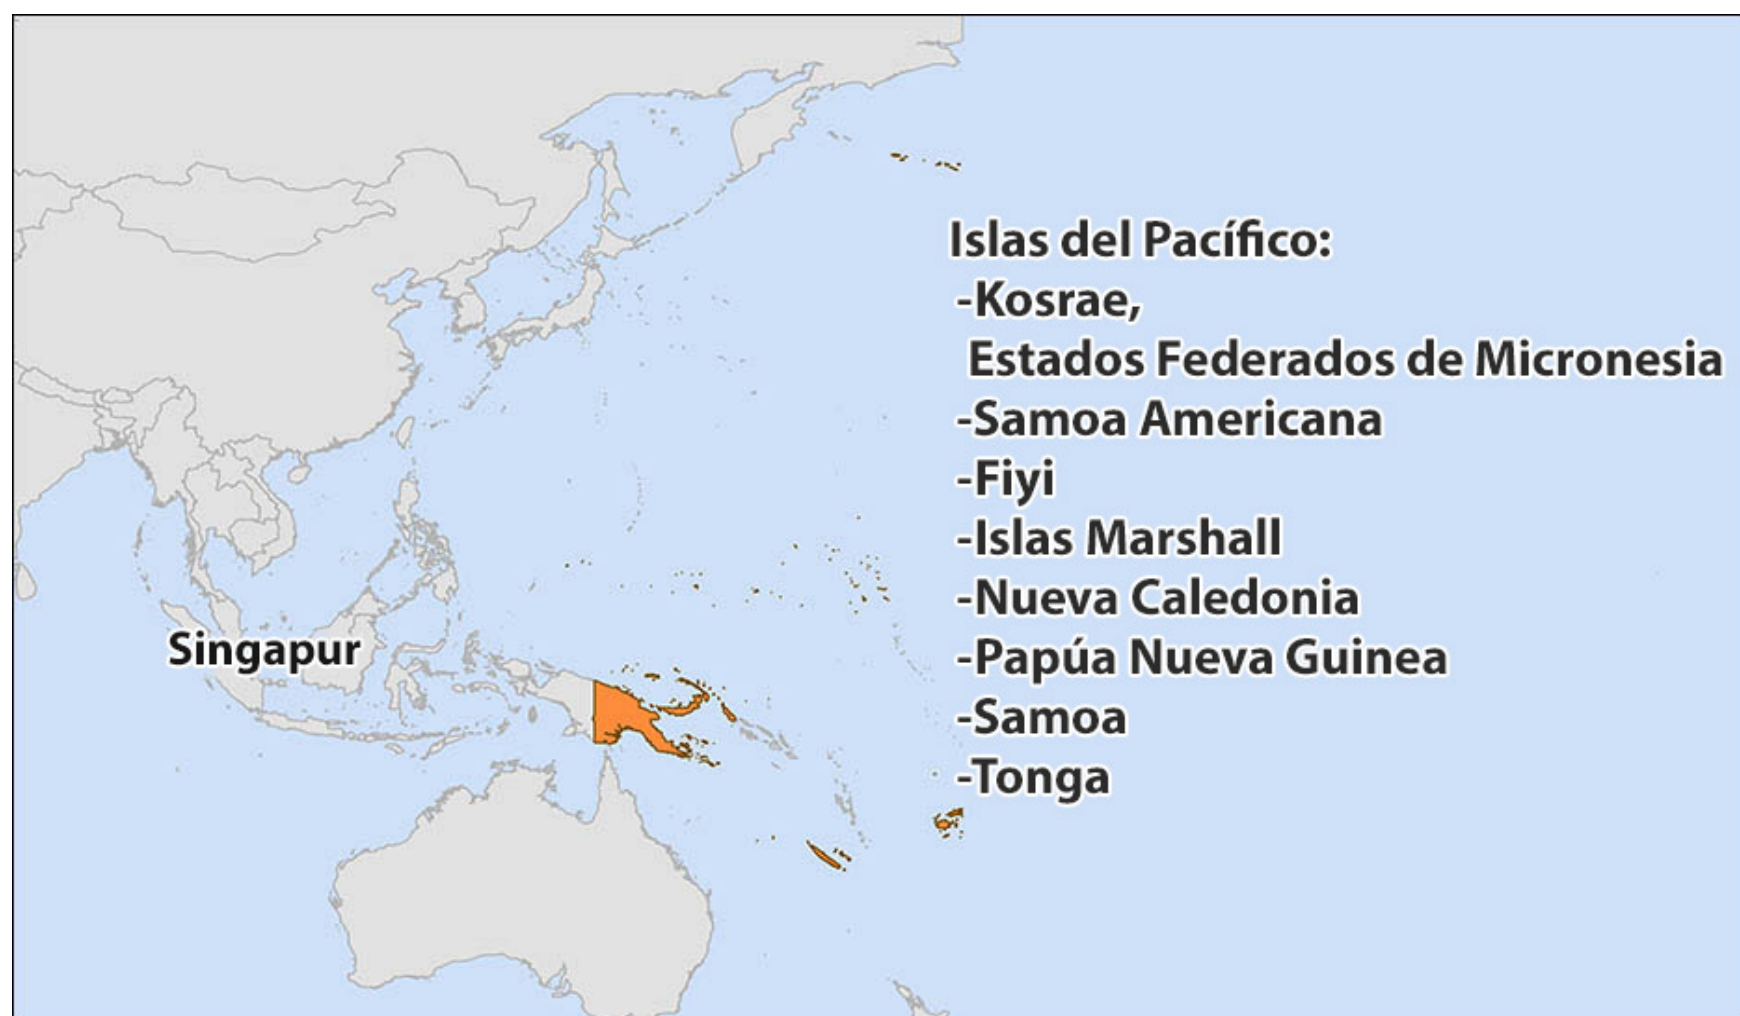 Islas del Pacífico:
-Kosrae,
Estados Federados de Micronesia
-Samoa Americana
-Fiyi
-Islas Marshall
-Nueva Caledonia
-Papúa Nueva Guinea
-Samoa
-Tonga
Singapur